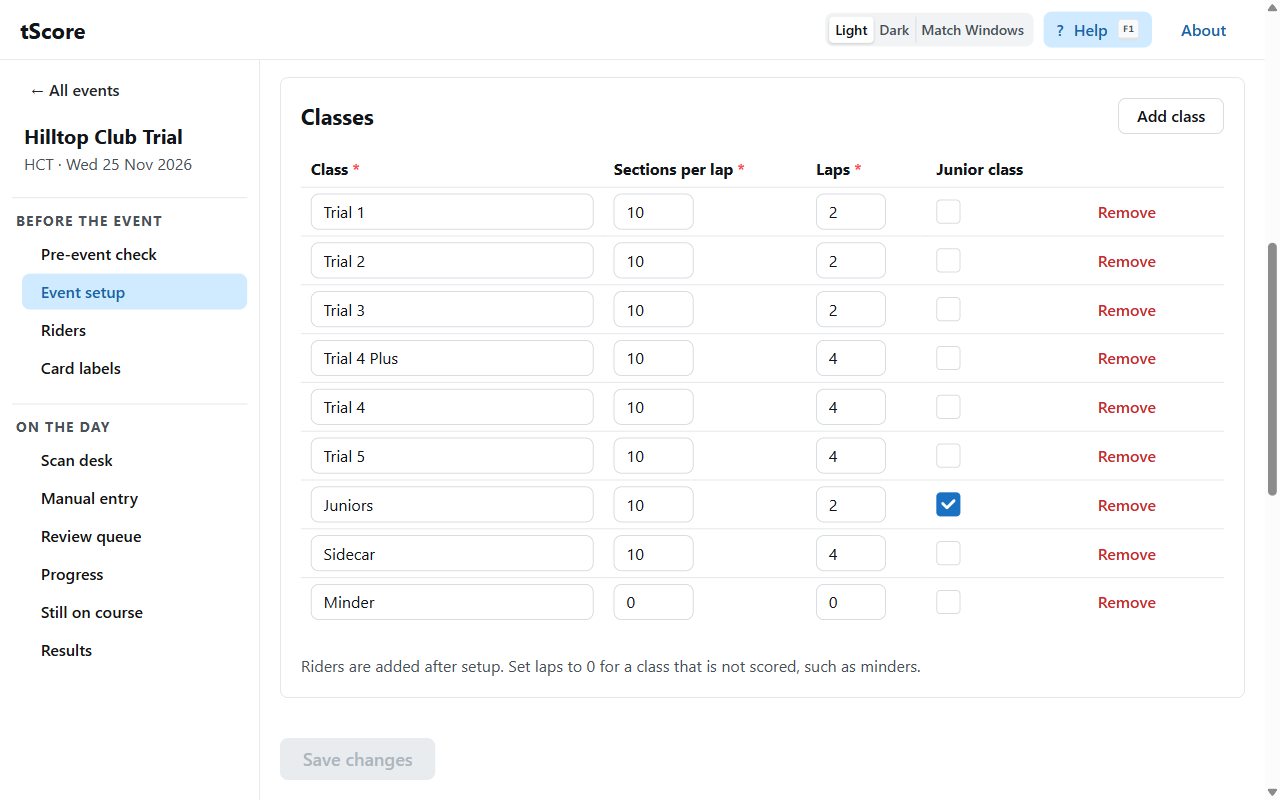 tScore
Light Dark Match Windows
? Help F1
About
← All events
Hilltop Club Trial
HCT · Wed 25 Nov 2026
BEFORE THE EVENT
Pre-event check
Event setup
Riders
Card labels
ON THE DAY
Scan desk
Manual entry
Review queue
Progress
Still on course
Results
Classes
Add class
Class * Sections per lap * Laps * Junior class
Trial 1 10 2 Remove
Trial 2 10 2 Remove
Trial 3 10 2 Remove
Trial 4 Plus 10 4 Remove
Trial 4 10 4 Remove
Trial 5 10 4 Remove
Juniors 10 2 Remove
Sidecar 10 4 Remove
Minder 0 0 Remove
Riders are added after setup. Set laps to 0 for a class that is not scored, such as minders.
Save changes